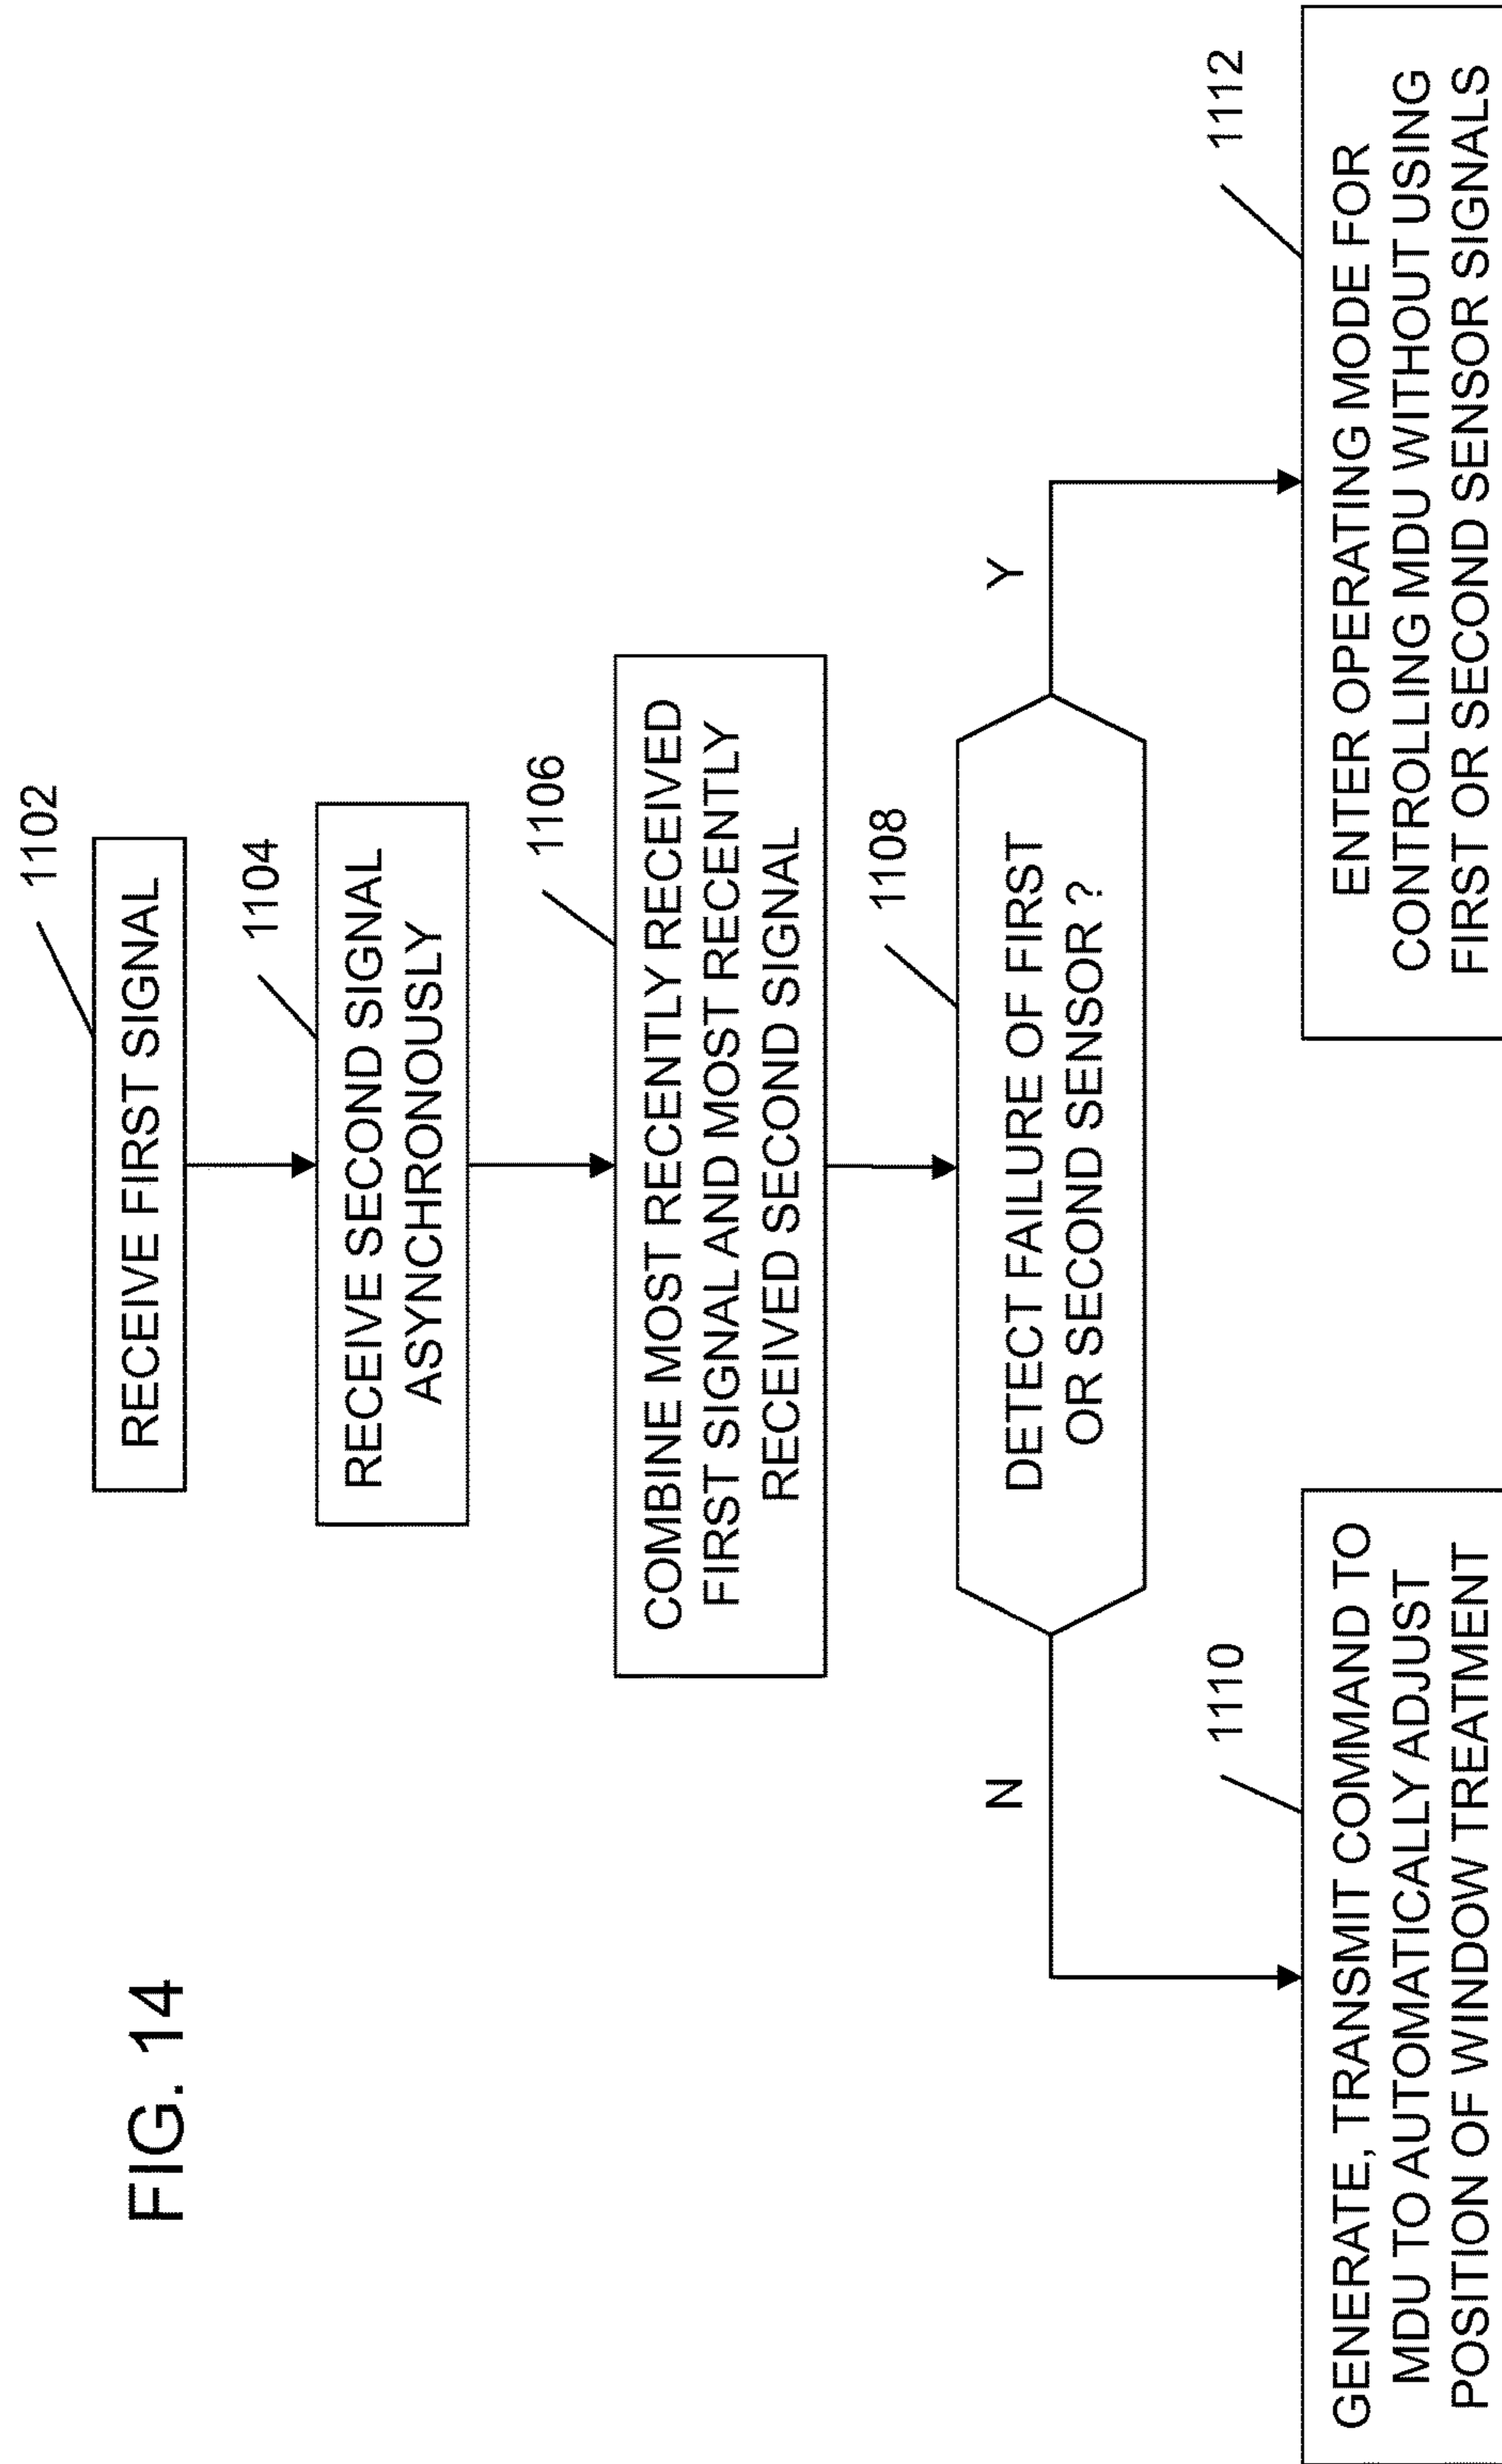 FIG. 14
1102
RECEIVE FIRST SIGNAL
1104
RECEIVE SECOND SIGNAL
ASYNCHRONOUSLY
1106
COMBINE MOST RECENTLY RECEIVED
FIRST SIGNAL AND MOST RECENTLY
RECEIVED SECOND SIGNAL
1108
DETECT FAILURE OF FIRST
OR SECOND SENSOR ?
N
Y
1110
GENERATE, TRANSMIT COMMAND TO
MDU TO AUTOMATICALLY ADJUST
POSITION OF WINDOW TREATMENT
1112
ENTER OPERATING MODE FOR
CONTROLLING MDU WITHOUT USING
FIRST OR SECOND SENSOR SIGNALS